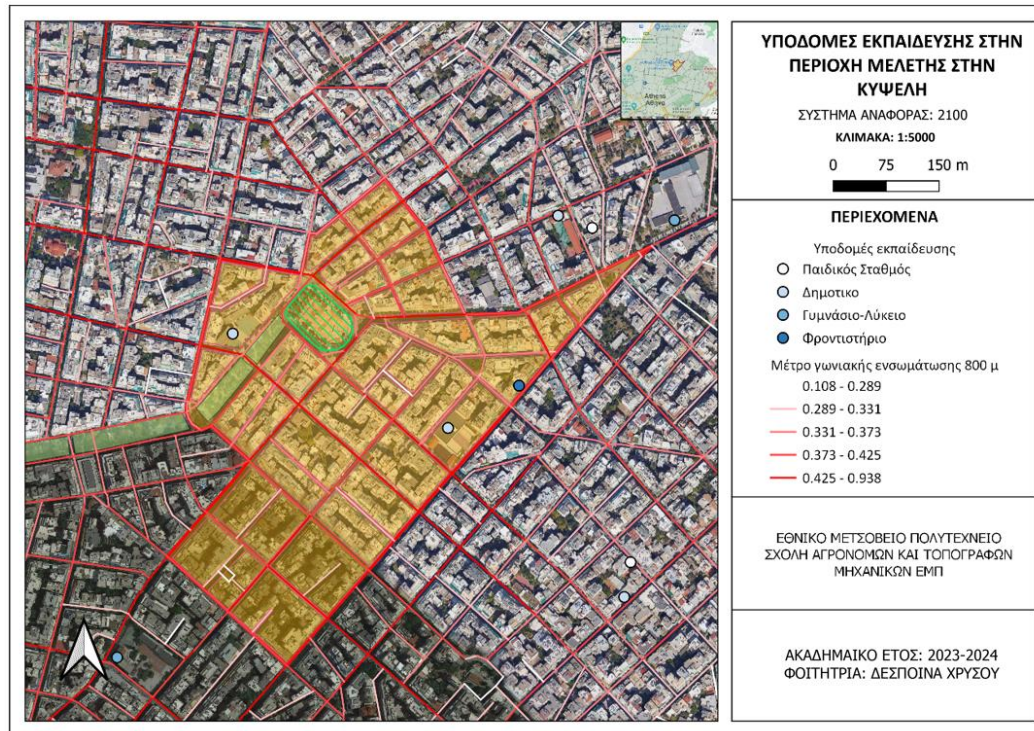 ΥΠΟΔΟΜΕΣ ΕΚΠΑΙΔΕΥΣΗΣ ΣΤΗΝ
ΠΕΡΙΟΧΗ ΜΕΛΕΤΗΣ ΣΤΗΝ
ΚΥΨΕΛΗ
ΣΥΣΤΗΜΑ ΑΝΑΦΟΡΑΣ: 2100
ΚΛΙΜΑΚΑ: 1:5000
0 75 150 m
ΠΕΡΙΕΧΟΜΕΝΑ
Υποδομές εκπαίδευσης
Παιδικός Σταθμός
Δημοτικο
Γυμνάσιο-Λύκειο
Φροντιστήριο
Μέτρο γωνιακής ενσωμάτωσης 800 μ
0.108 - 0.289
0.289 - 0.331
0.331 - 0.373
0.373 - 0.425
0.425 - 0.938
ΕΘΝΙΚΟ ΜΕΤΣΟΒΕΙΟ ΠΟΛΥΤΕΧΝΕΙΟ
ΣΧΟΛΗ ΑΓΡΟΝΟΜΩΝ ΚΑΙ ΤΟΠΟΓΡΑΦΩΝ
ΜΗΧΑΝΙΚΩΝ ΕΜΠ
ΑΚΑΔΗΜΑΙΚΟ ΕΤΟΣ: 2023-2024
ΦΟΙΤΗΤΡΙΑ: ΔΕΣΠΟΙΝΑ ΧΡΥΣΟΥ